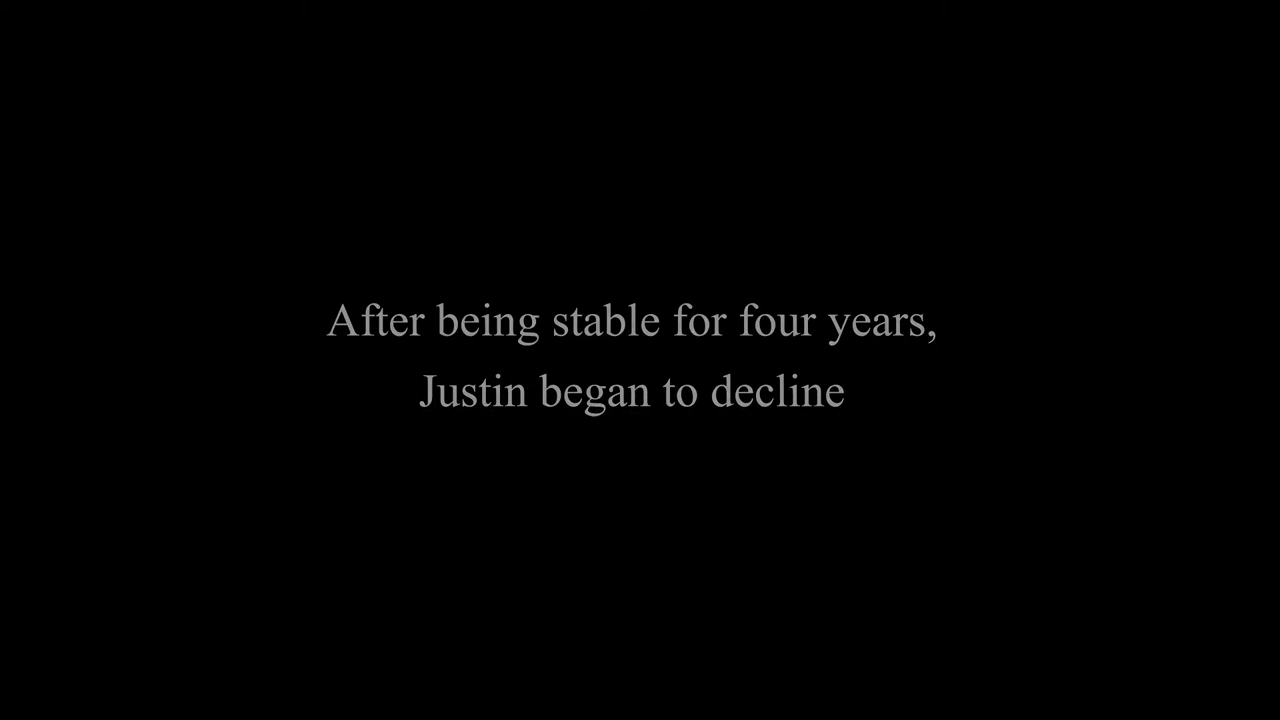 After being stable for four years,
Justin began to decline